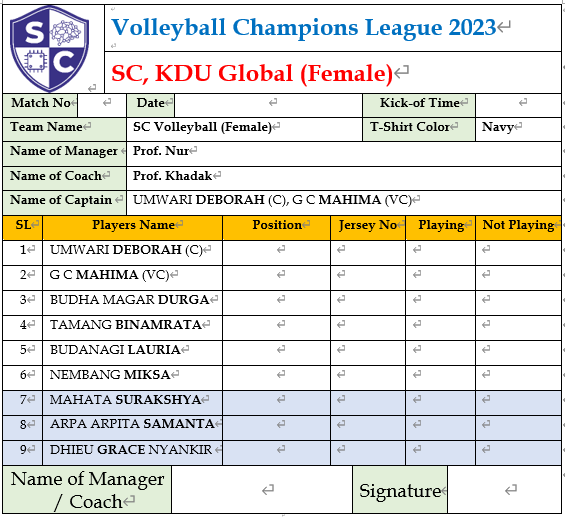 S C
Volleyball Champions League 2023
SC, KDU Global (Female)
Match No Date Kick-of Time
Team Name SC Volleyball (Female) T-Shirt Color Navy
Name of Manager Prof. Nur
Name of Coach Prof. Khadak
Name of Captain UMWARI DEBORAH (C), G C MAHIMA (VC)
SL Players Name Position Jersey No Playing Not Playing
1 UMWARI DEBORAH (C)
2 G C MAHIMA (VC)
3 BUDHA MAGAR DURGA
4 TAMANG BINAMRATA
5 BUDANAGI LAURIA
6 NEMBANG MIKSA
7 MAHATA SURAKSHYA
8 ARPA ARPITA SAMANTA
9 DHIEU GRACE NYANKIR
Name of Manager
/ Coach Signature